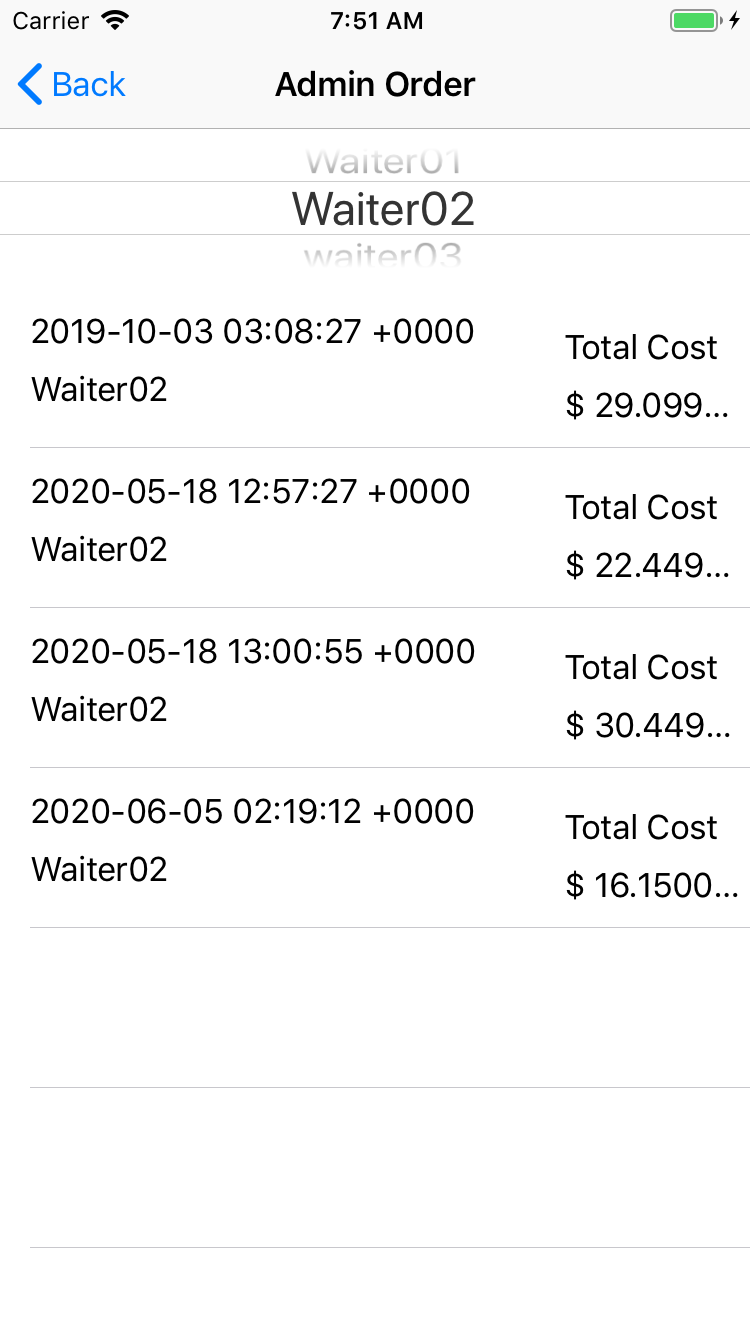 Carrier 7:51 AM
Back Admin Order
Waiter01
Waiter02
waiter03
2019-10-03 03:08:27 +0000
Total Cost
Waiter02
$ 29.099...
2020-05-18 12:57:27 +0000
Total Cost
Waiter02
$ 22.449...
2020-05-18 13:00:55 +0000
Total Cost
Waiter02
$ 30.449...
2020-06-05 02:19:12 +0000
Total Cost
Waiter02
$ 16.1500...